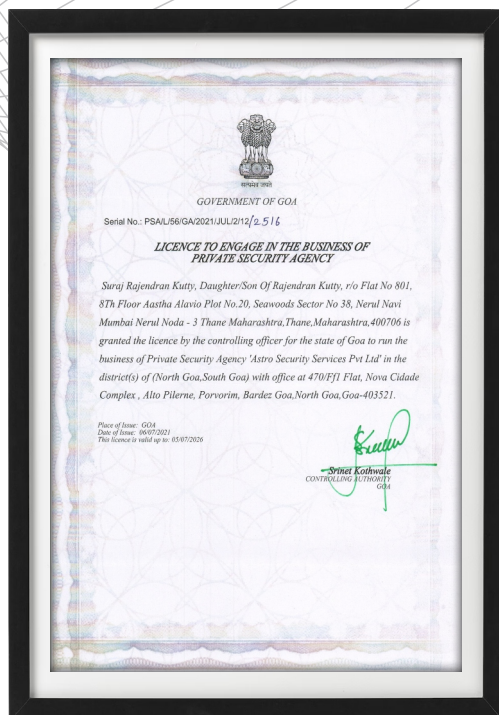 सत्यमेव जयते
GOVERNMENT OF GOA
Serial No.: PSA/L/56/GA/2021/JUL/2/12/2516
LICENCE TO ENGAGE IN THE BUSINESS OF
PRIVATE SECURITY AGENCY
Suraj Rajendran Kutty, Daughter/Son Of Rajendran Kutty, r/o Flat No 801,
8Th Floor Aastha Alavio Plot No.20, Seawoods Sector No 38, Nerul Navi
Mumbai Nerul Noda - 3 Thane Maharashtra,Thane,Maharashtra,400706 is
granted the licence by the controlling officer for the state of Goa to run the
business of Private Security Agency 'Astro Security Services Pvt Ltd' in the
district(s) of (North Goa,South Goa) with office at 470/Ff1 Flat, Nova Cidade
Complex , Alto Pilerne, Porvorim, Bardez Goa,North Goa,Goa-403521.
Place of Issue: GOA
Date of Issue: 06/07/2021
This licence is valid up to: 05/07/2026
Srinet Kothwale
CONTROLLING AUTHORITY
GOA